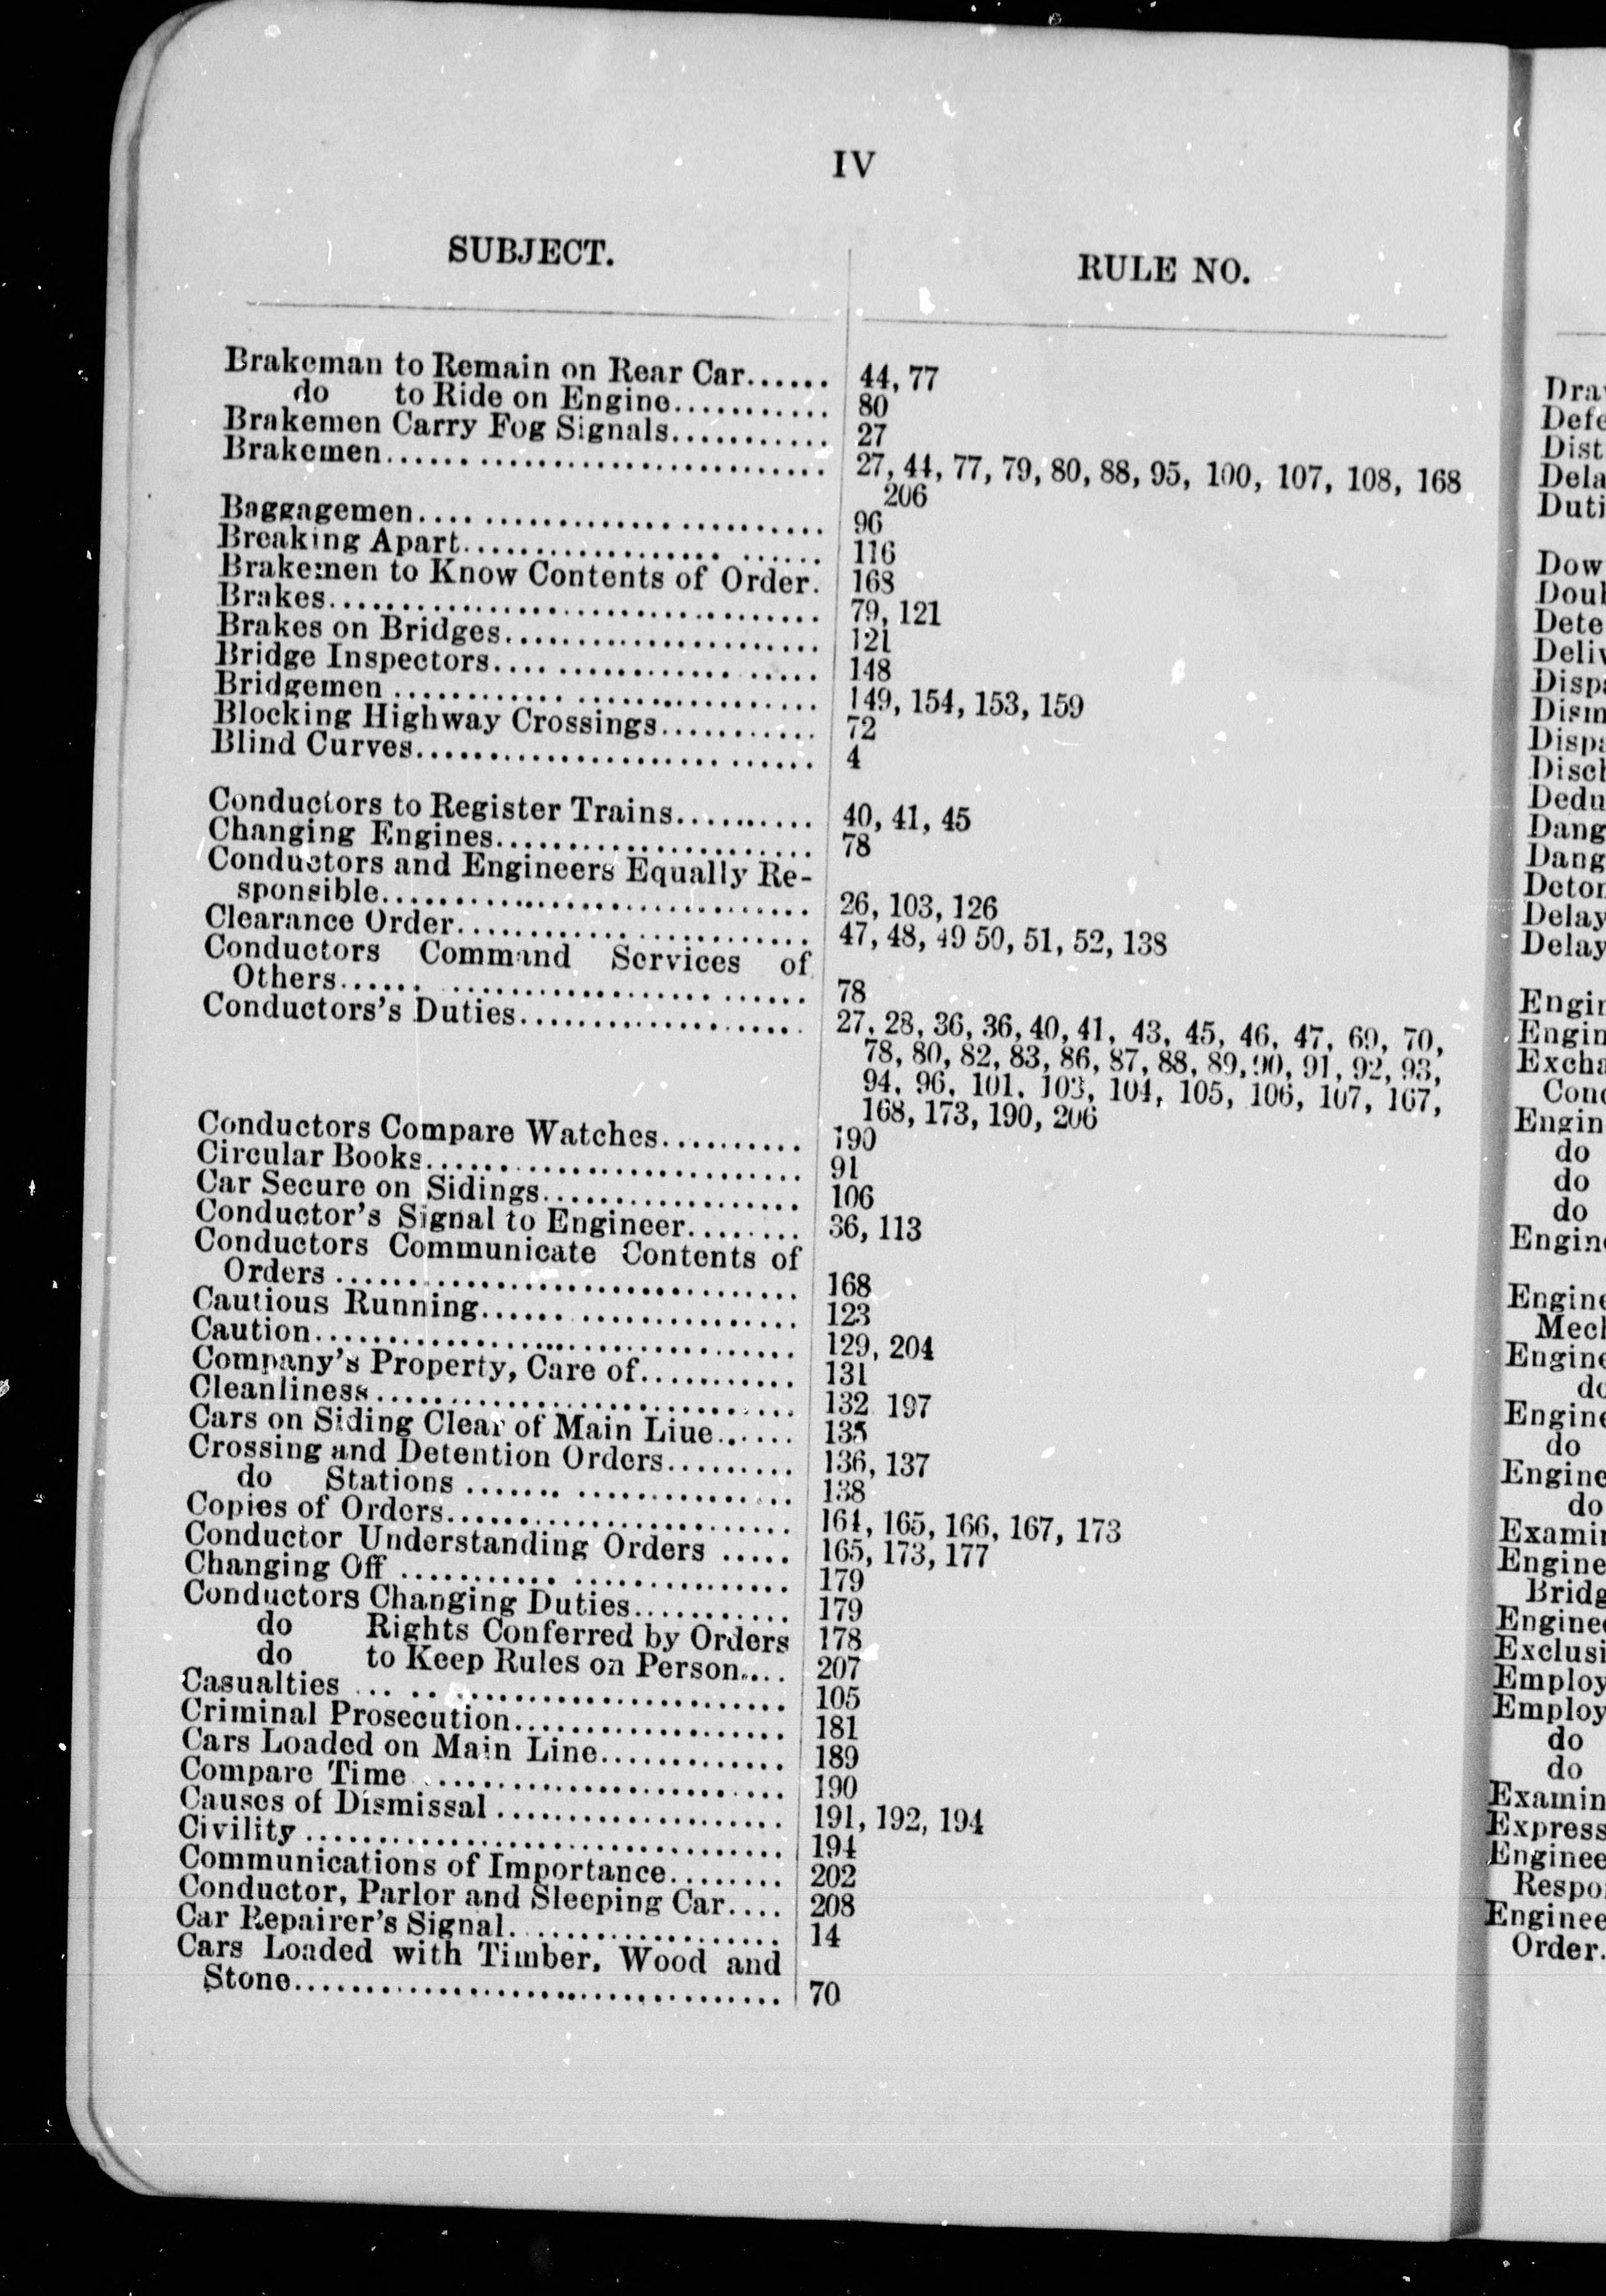 IV
SUBJECT. RULE NO.
Brakeman to Remain on Rear Car...... 44, 77
do to Ride on Engine........... 80
Brakemen Carry Fog Signals........... 27
Brakemen............................... 27, 44, 77, 79, 80, 88, 95, 100, 107, 108, 168
206
Baggagemen............................ 96
Breaking Apart........................ 116
Brakemen to Know Contents of Order. 168
Brakes.................................. 79, 121
Brakes on Bridges...................... 121
Bridge Inspectors....................... 148
Bridgemen .............................. 149, 154, 153, 159
Blocking Highway Crossings........... 72
Blind Curves............................ 4
Conductors to Register Trains.......... 40, 41, 45
Changing Engines...................... 78
Conductors and Engineers Equally Re-
sponsible.............................. 26, 103, 126
Clearance Order......................... 47, 48, 49 50, 51, 52, 138
Conductors Command Services of
Others................................. 78
Conductors's Duties.................... 27, 28, 36, 36, 40, 41, 43, 45, 46, 47, 69, 70,
78, 80, 82, 83, 86, 87, 88, 89, 90, 91, 92, 93,
94, 96, 101, 103, 104, 105, 106, 107, 167,
168, 173, 190, 206
Conductors Compare Watches.......... 190
Circular Books.......................... 91
Car Secure on Sidings.................. 106
Conductor's Signal to Engineer........ 36, 113
Conductors Communicate Contents of
Orders ................................ 168
Cautious Running...................... 123
Caution................................. 129, 204
Company's Property, Care of........... 131
Cleanliness............................. 132 197
Cars on Siding Clear of Main Liue...... 135
Crossing and Detention Orders......... 136, 137
do Stations ...................... 138
Copies of Orders........................ 164, 165, 166, 167, 173
Conductor Understanding Orders ..... 165, 173, 177
Changing Off .......................... 179
Conductors Changing Duties........... 179
do Rights Conferred by Orders 178
do to Keep Rules on Person.... 207
Casualties .............................. 105
Criminal Prosecution................... 181
Cars Loaded on Main Line............. 189
Compare Time ......................... 190
Causes of Dismissal .................... 191, 192, 194
Civility ................................. 194
Communications of Importance........ 202
Conductor, Parlor and Sleeping Car.... 208
Car Repairer's Signal................... 14
Cars Loaded with Timber, Wood and
Stone.................................. 70
Dist
do
do
do
do
do
do
do
do
do
Order.